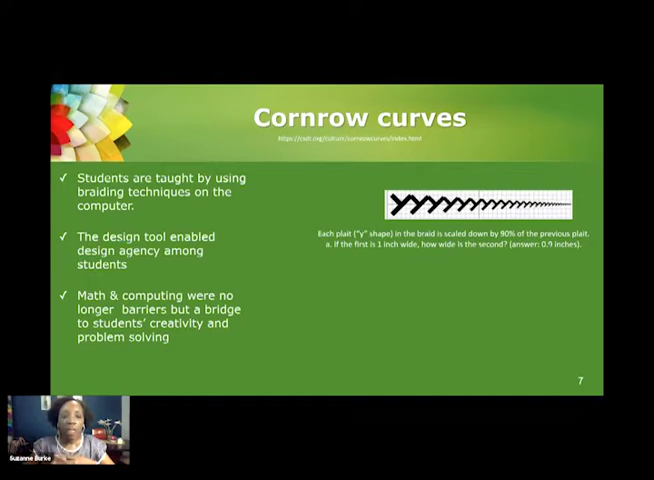 Cornrow curves
https://csdt.org/culture/cornrowcurves/index.html
✓ Students are taught by using
braiding techniques on the
computer.
✓ The design tool enabled
design agency among
students
✓ Math & computing were no
longer barriers but a bridge
to students’ creativity and
problem solving
Each plait ("y" shape) in the braid is scaled down by 90% of the previous plait.
a. If the first is 1 inch wide, how wide is the second? (answer: 0.9 inches).
7
Suzanne Burke